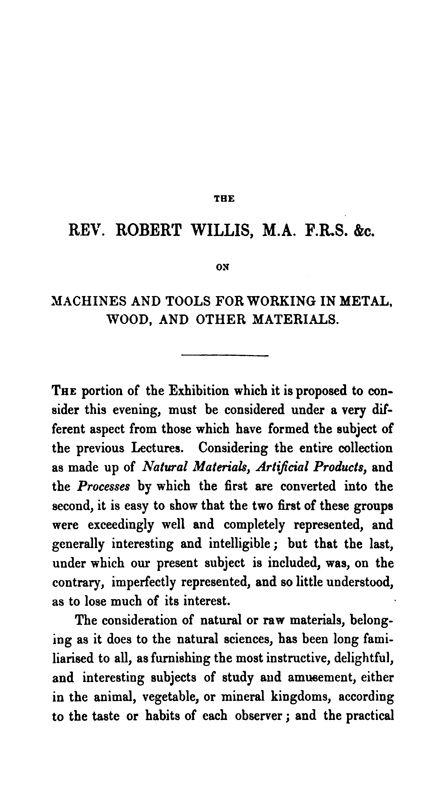 THE
REV. ROBERT WILLIS, M.A. F.R.S. &c.
ON
MACHINES AND TOOLS FOR WORKING IN METAL,
WOOD, AND OTHER MATERIALS.
THE portion of the Exhibition which it is proposed to con-
sider this evening, must be considered under a very dif-
ferent aspect from those which have formed the subject of
the previous Lectures. Considering the entire collection
as made up of Natural Materials, Artificial Products, and
the Processes by which the first are converted into the
second, it is easy to show that the two first of these groups
were exceedingly well and completely represented, and
generally interesting and intelligible; but that the last,
under which our present subject is included, was, on the
contrary, imperfectly represented, and so little understood,
as to lose much of its interest.
The consideration of natural or raw materials, belong-
ing as it does to the natural sciences, has been long fami-
liarised to all, as furnishing the most instructive, delightful,
and interesting subjects of study and amusement, either
in the animal, vegetable, or mineral kingdoms, according
to the taste or habits of each observer; and the practical